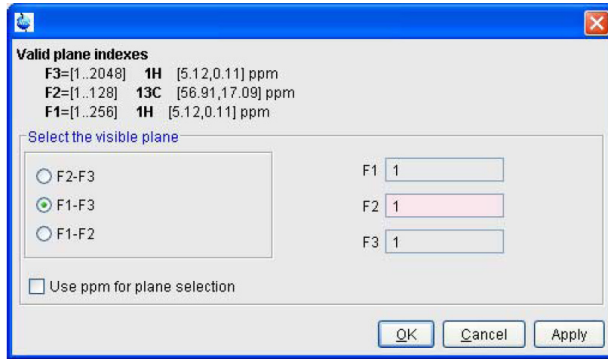 Valid plane indexes
F3=[1..2048] 1H [5.12,0.11] ppm
F2=[1..128] 13C [56.91,17.09] ppm
F1=[1..256] 1H [5.12,0.11] ppm
Select the visible plane
F2-F3
F1-F3
F1-F2
F1 1
F2 1
F3 1
Use ppm for plane selection
OK Cancel Apply